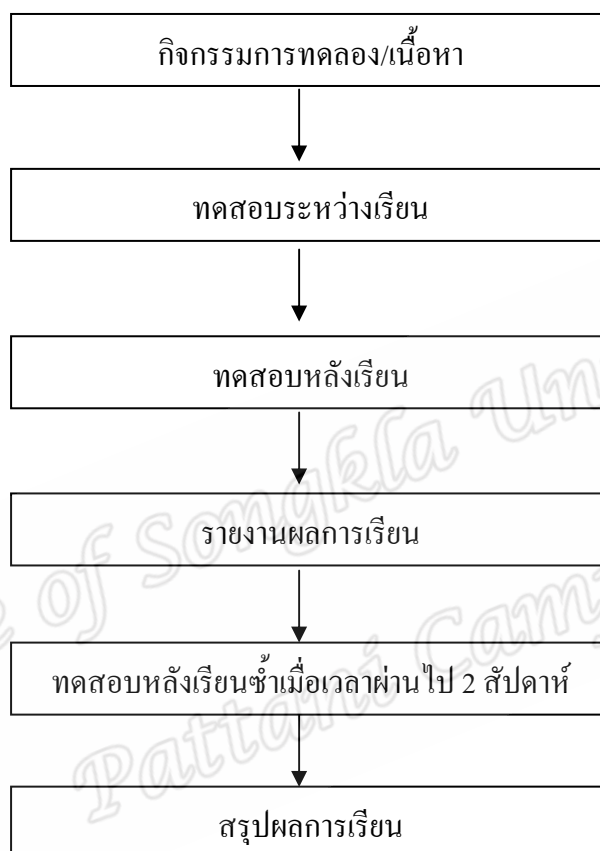 กิจกรรมการทดลอง/เนื้อหา
ทดสอบระหว่างเรียน
ทดสอบหลังเรียน
รายงานผลการเรียน
ทดสอบหลังเรียนซ้ำเมื่อเวลาผ่านไป 2 สัปดาห์
สรุปผลการเรียน
of Songkla
Pattani